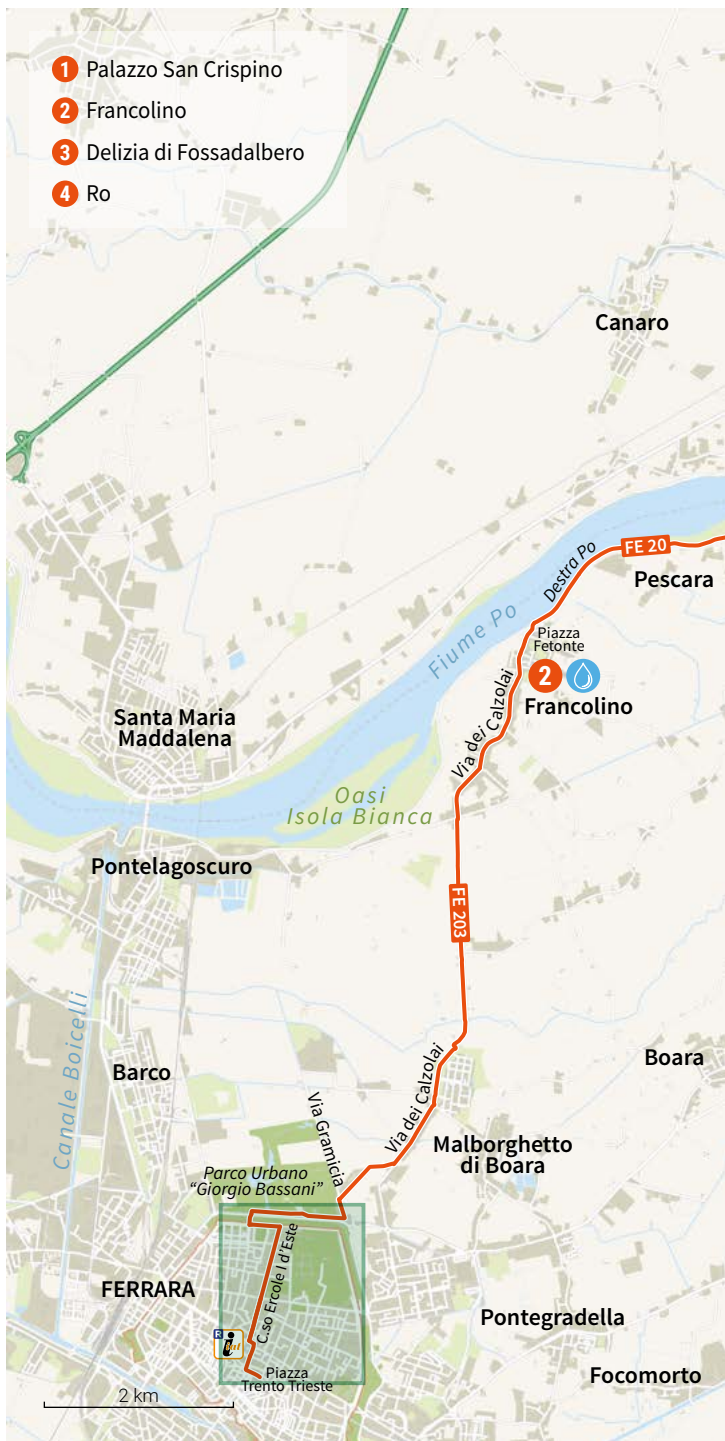 1 Palazzo San Crispino
2 Francolino
3 Delizia di Fossadalbero
4 Ro
Canaro
FE 20
Destra Po
Pescara
Piazza
Fetonte
Fiume Po
2
Francolino
Via dei Calzolai
Santa Maria
Maddalena
Oasi
Isola Bianca
Pontelagoscuro
FE 203
Canale Boicelli
Boara
Barco
Via dei Calzolai
Via Gramicia
Malborghetto
di Boara
Parco Urbano
“Giorgio Bassani”
C.so Ercole I d’Este
FERRARA
Pontegradella
R
i
iat
Piazza
Trento Trieste
Focomorto
2 km